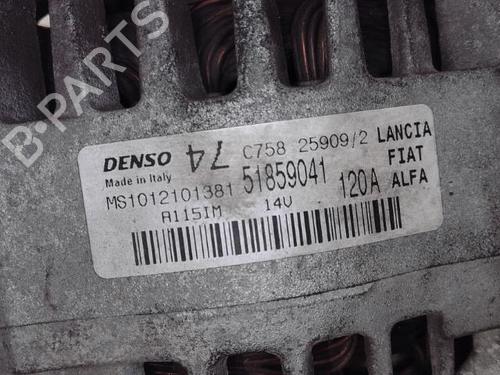 B-PARTS
DENSO 74 C758 25909/2 LANCIA
Made in Italy FIAT
MS1012101381 51859041 120A ALFA
A115IM 14V